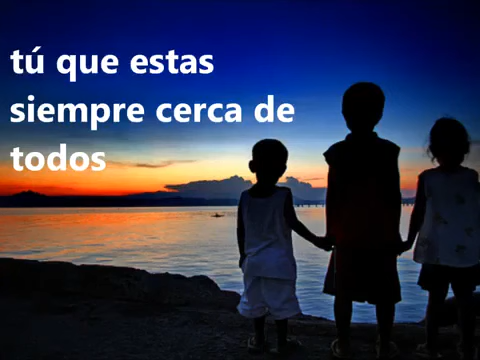 tú que estas
siempre cerca de
todos